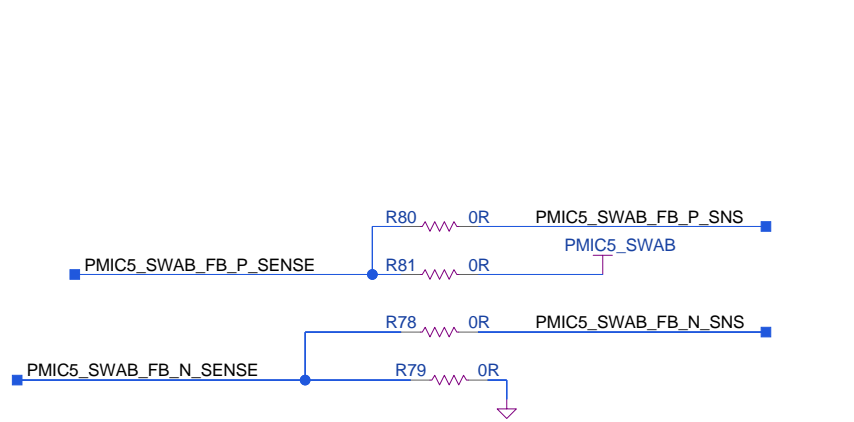 R80 0R PMIC5_SWAB_FB_P_SNS
PMIC5_SWAB
PMIC5_SWAB_FB_P_SENSE R81 0R
R78 0R PMIC5_SWAB_FB_N_SNS
PMIC5_SWAB_FB_N_SENSE R79 0R